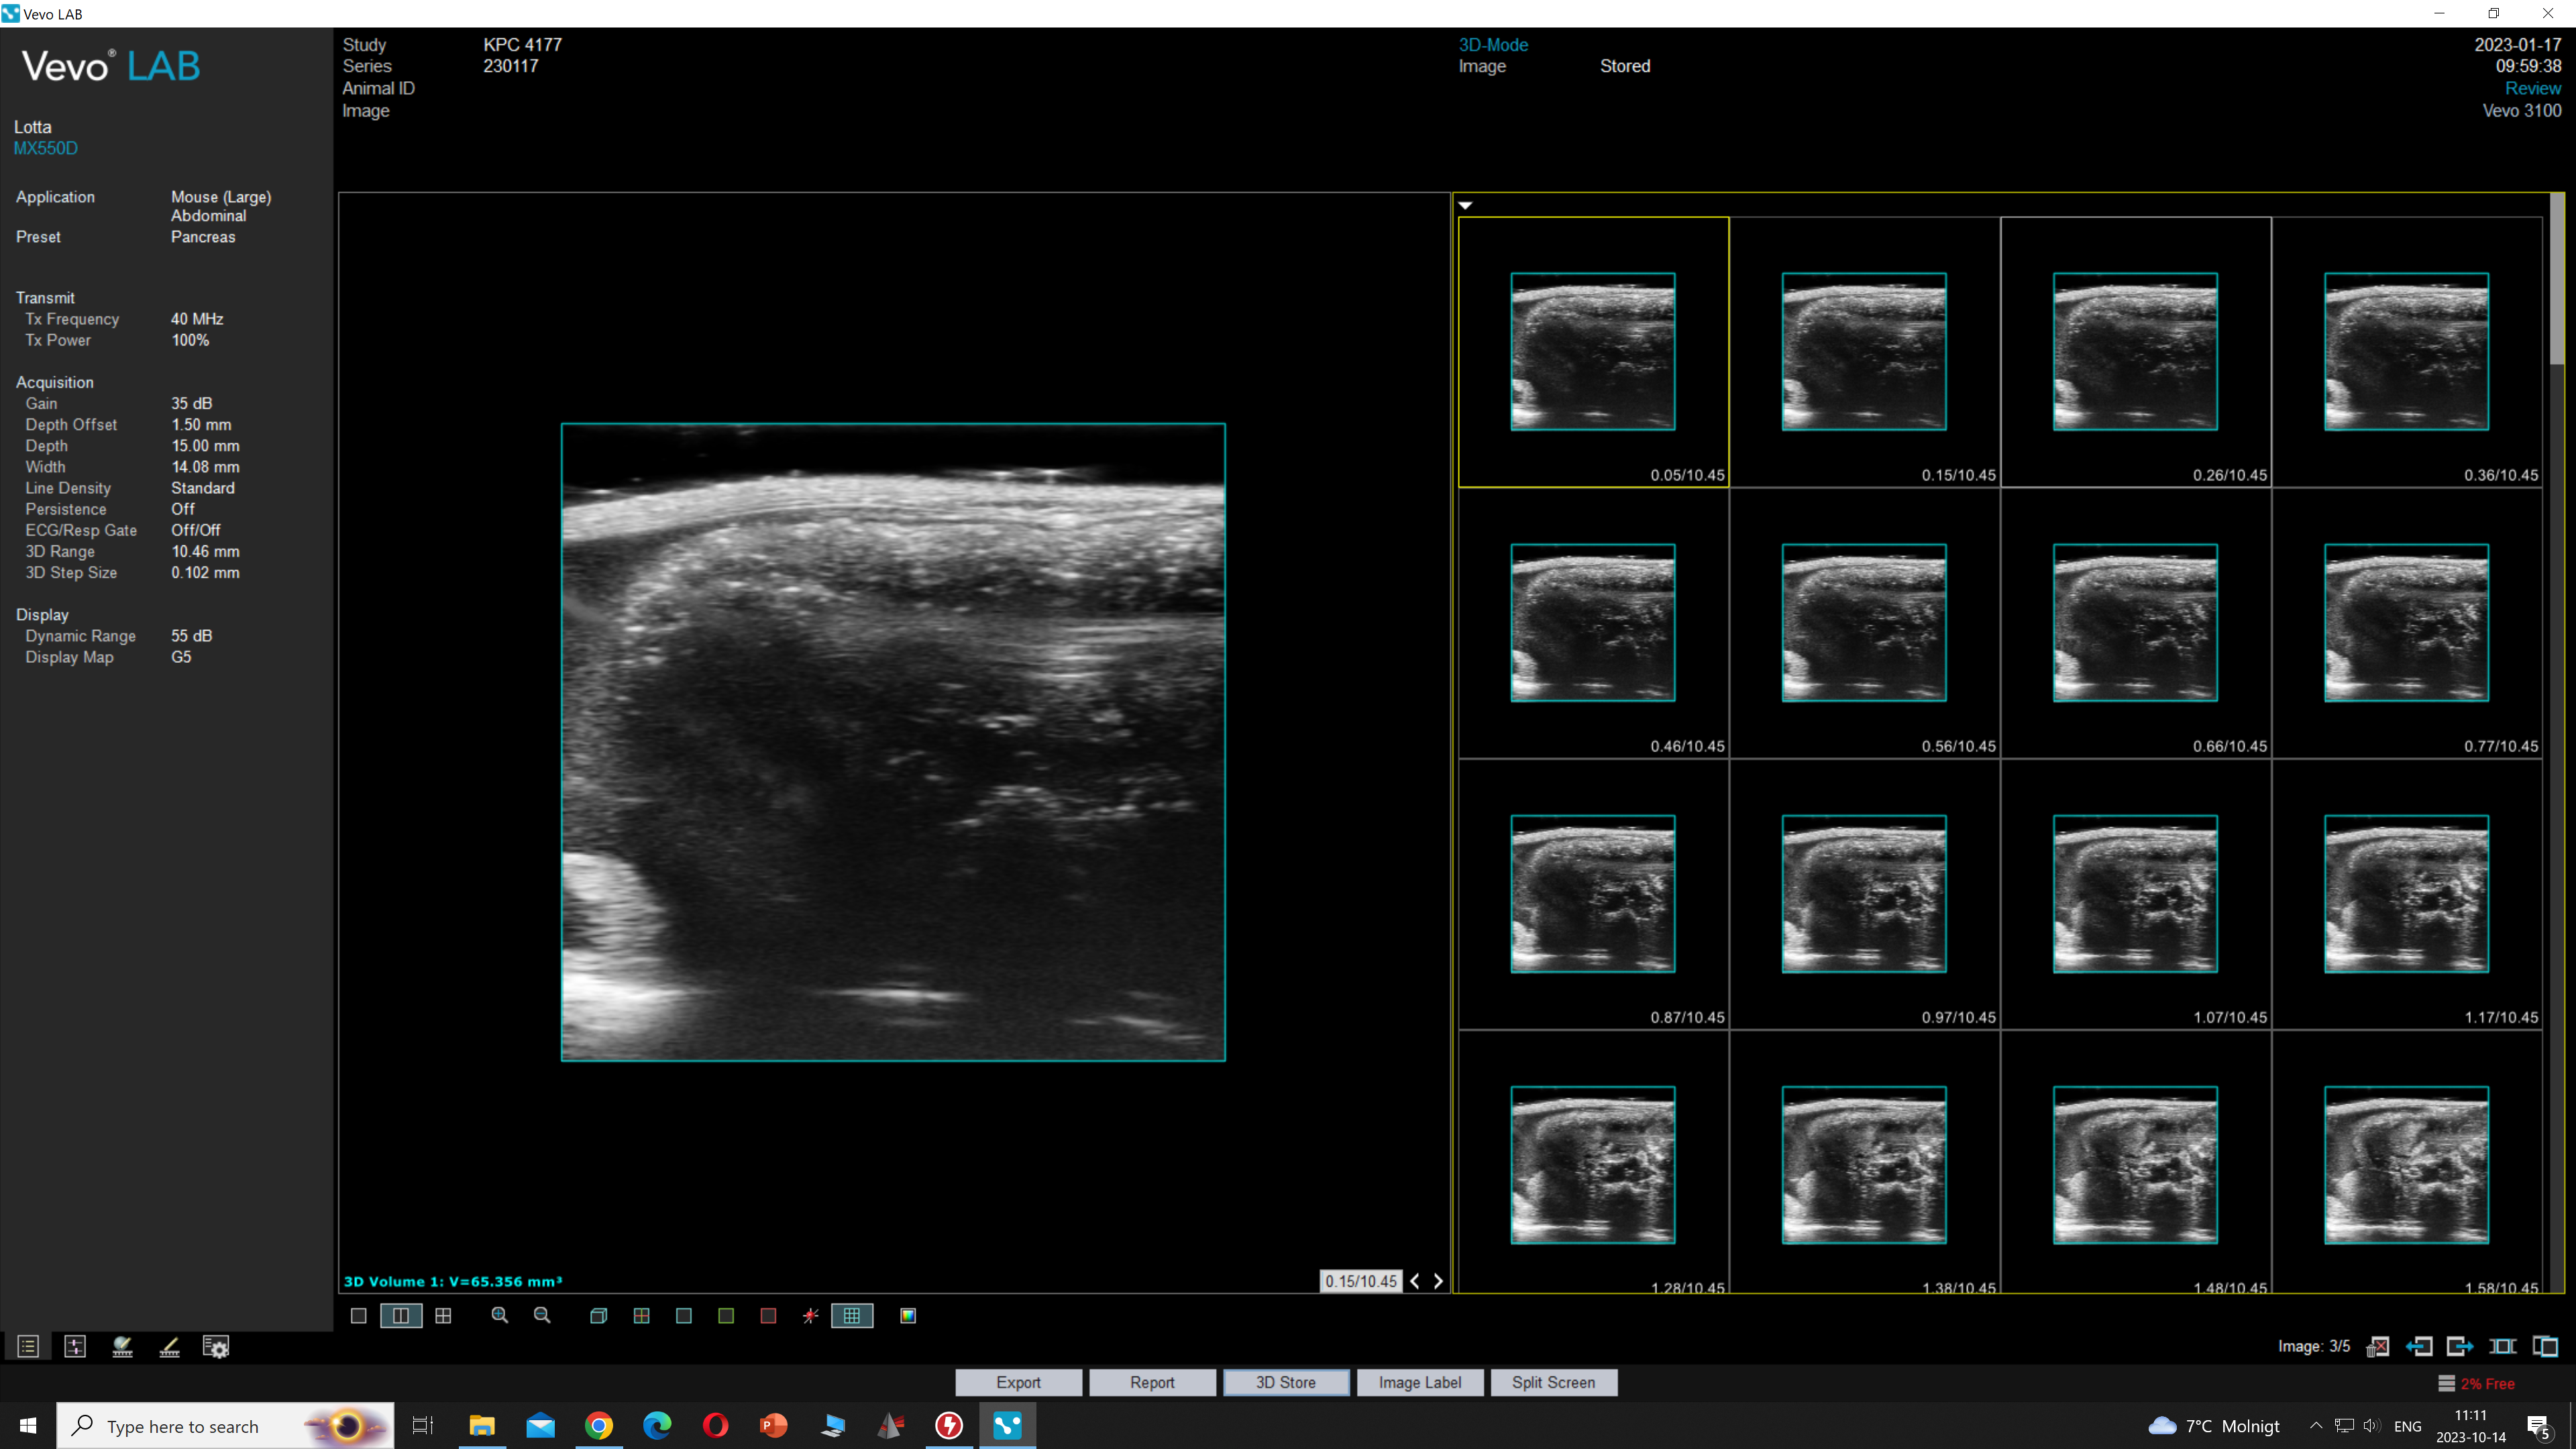 Vevo LAB
Vevo® LAB
Lotta
MX550D
Application Mouse (Large)
Abdominal
Preset Pancreas
Transmit
Tx Frequency 40 MHz
Tx Power 100%
Acquisition
Gain 35 dB
Depth Offset 1.50 mm
Depth 15.00 mm
Width 14.08 mm
Line Density Standard
Persistence Off
ECG/Resp Gate Off/Off
3D Range 10.46 mm
3D Step Size 0.102 mm
Display
Dynamic Range 55 dB
Display Map G5
Study KPC 4177
Series 230117
Animal ID
Image
3D-Mode
Image Stored
2023-01-17
09:59:38
Review
Vevo 3100
0.05/10.45 0.15/10.45 0.26/10.45 0.36/10.45
0.46/10.45 0.56/10.45 0.66/10.45 0.77/10.45
0.87/10.45 0.97/10.45 1.07/10.45 1.17/10.45
1.28/10.45 1.38/10.45 1.48/10.45 1.58/10.45
3D Volume 1: V=65.356 mm³
0.15/10.45
Image: 3/5
Export Report 3D Store Image Label Split Screen
2% Free
Type here to search
7°C Molnigt
ENG
11:11
2023-10-14
5